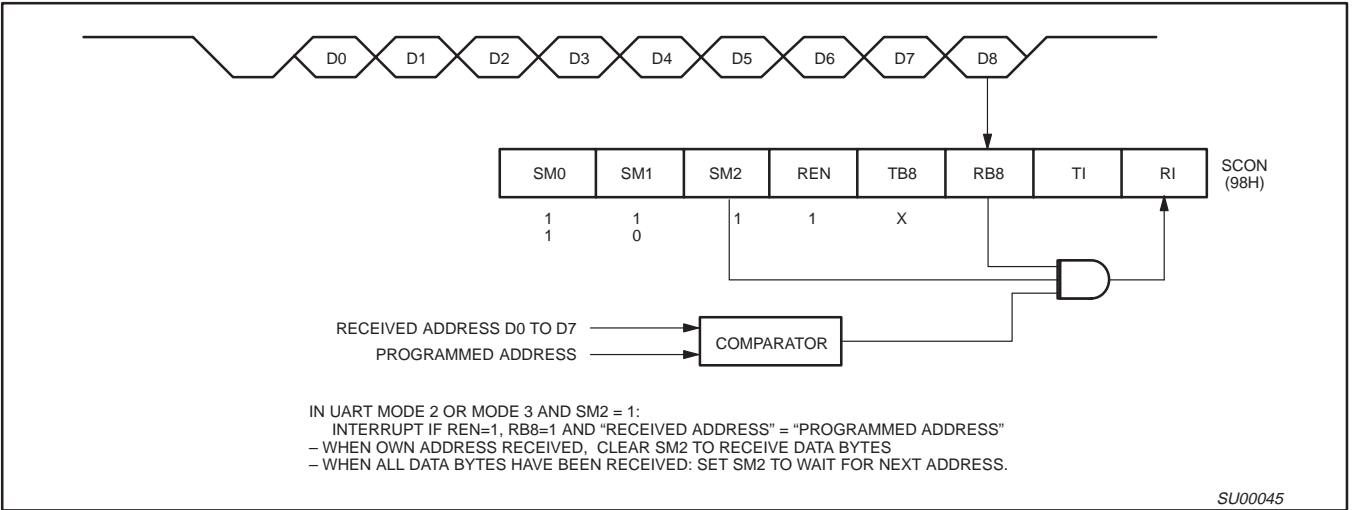 D0 D1 D2 D3 D4 D5 D6 D7 D8
SM0 SM1 SM2 REN TB8 RB8 TI RI
SCON
(98H)
1 1 1 1 X
1 0
RECEIVED ADDRESS D0 TO D7
PROGRAMMED ADDRESS
COMPARATOR
IN UART MODE 2 OR MODE 3 AND SM2 = 1:
INTERRUPT IF REN=1, RB8=1 AND “RECEIVED ADDRESS” = “PROGRAMMED ADDRESS”
– WHEN OWN ADDRESS RECEIVED, CLEAR SM2 TO RECEIVE DATA BYTES
– WHEN ALL DATA BYTES HAVE BEEN RECEIVED: SET SM2 TO WAIT FOR NEXT ADDRESS.
SU00045